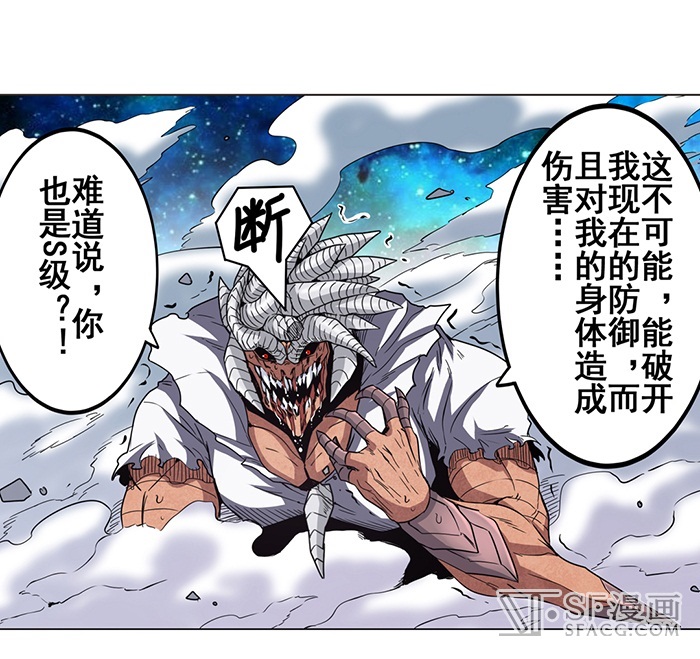 这不可能，能破开
我现在的防御，而
且对我的身体造成
伤害……
断
难道说，你
也是S级？！
SF漫画
SFACG.COM